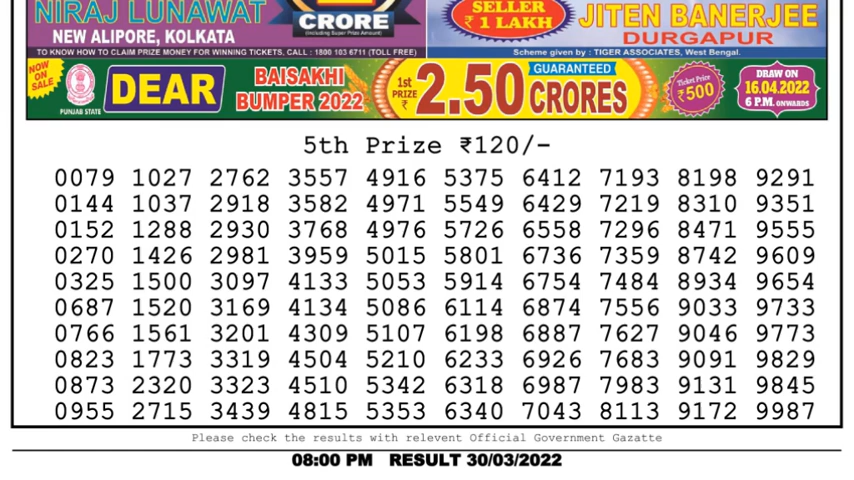 NIRAJ LUNAWAT
NEW ALIPORE, KOLKATA
CRORE
(Including Super Prize Amount)
SELLER
₹ 1 LAKH
JITEN BANERJEE
DURGAPUR
TO KNOW HOW TO CLAIM PRIZE MONEY FOR WINNING TICKETS, CALL : 1800 103 6711 (TOLL FREE)
Scheme given by : TIGER ASSOCIATES, West Bengal.
NOW ON SALE
PUNJAB STATE
DEAR
BAISAKHI
BUMPER 2022
1st PRIZE ₹
2.50
GUARANTEED
CRORES
Ticket Price
₹500
DRAW ON
16.04.2022
6 P.M. ONWARDS
5th Prize ₹120/-
0079 1027 2762 3557 4916 5375 6412 7193 8198 9291
0144 1037 2918 3582 4971 5549 6429 7219 8310 9351
0152 1288 2930 3768 4976 5726 6558 7296 8471 9555
0270 1426 2981 3959 5015 5801 6736 7359 8742 9609
0325 1500 3097 4133 5053 5914 6754 7484 8934 9654
0687 1520 3169 4134 5086 6114 6874 7556 9033 9733
0766 1561 3201 4309 5107 6198 6887 7627 9046 9773
0823 1773 3319 4504 5210 6233 6926 7683 9091 9829
0873 2320 3323 4510 5342 6318 6987 7983 9131 9845
0955 2715 3439 4815 5353 6340 7043 8113 9172 9987
Please check the results with relevent Official Government Gazatte
08:00 PM RESULT 30/03/2022